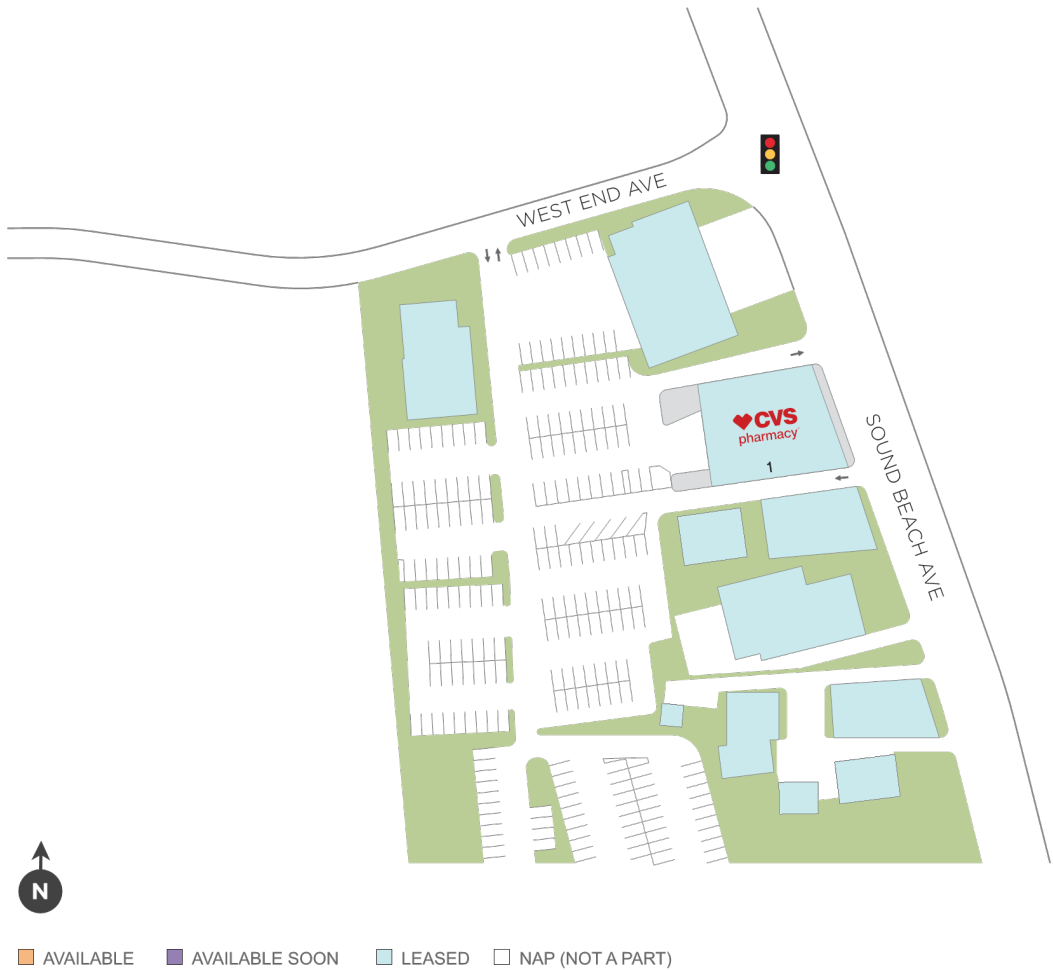 WEST END AVE
CVS
pharmacy
1
SOUND BEACH AVE
N
AVAILABLE
AVAILABLE SOON
LEASED
NAP (NOT A PART)